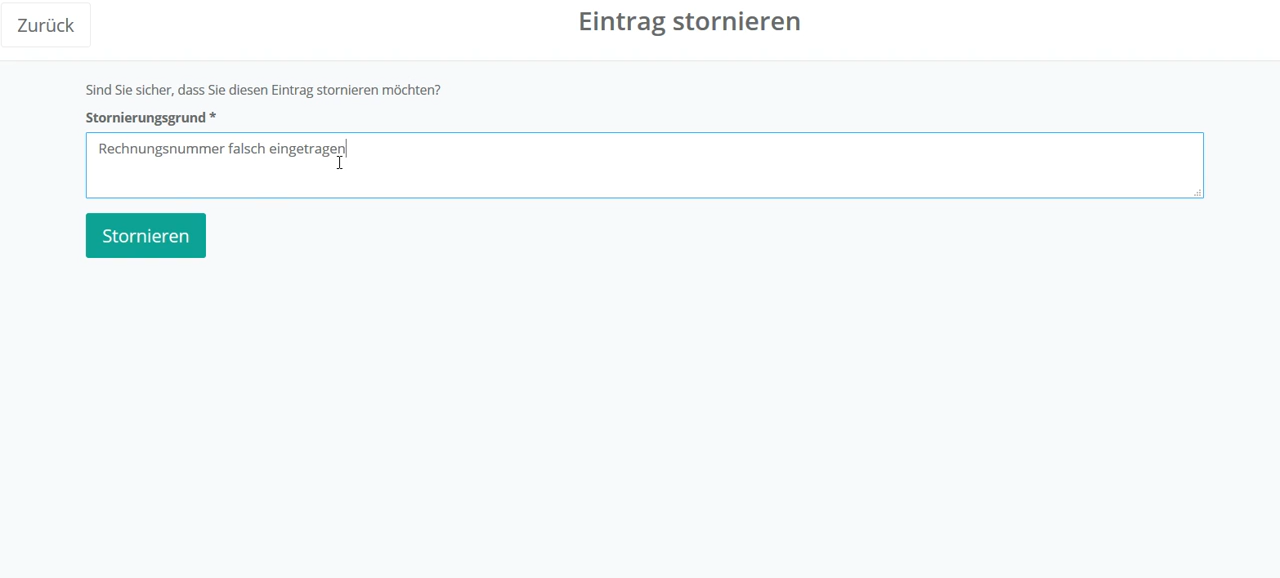 Zurück
Eintrag stornieren
Sind Sie sicher, dass Sie diesen Eintrag stornieren möchten?
Stornierungsgrund *
Rechnungsnummer falsch eingetragen
Stornieren